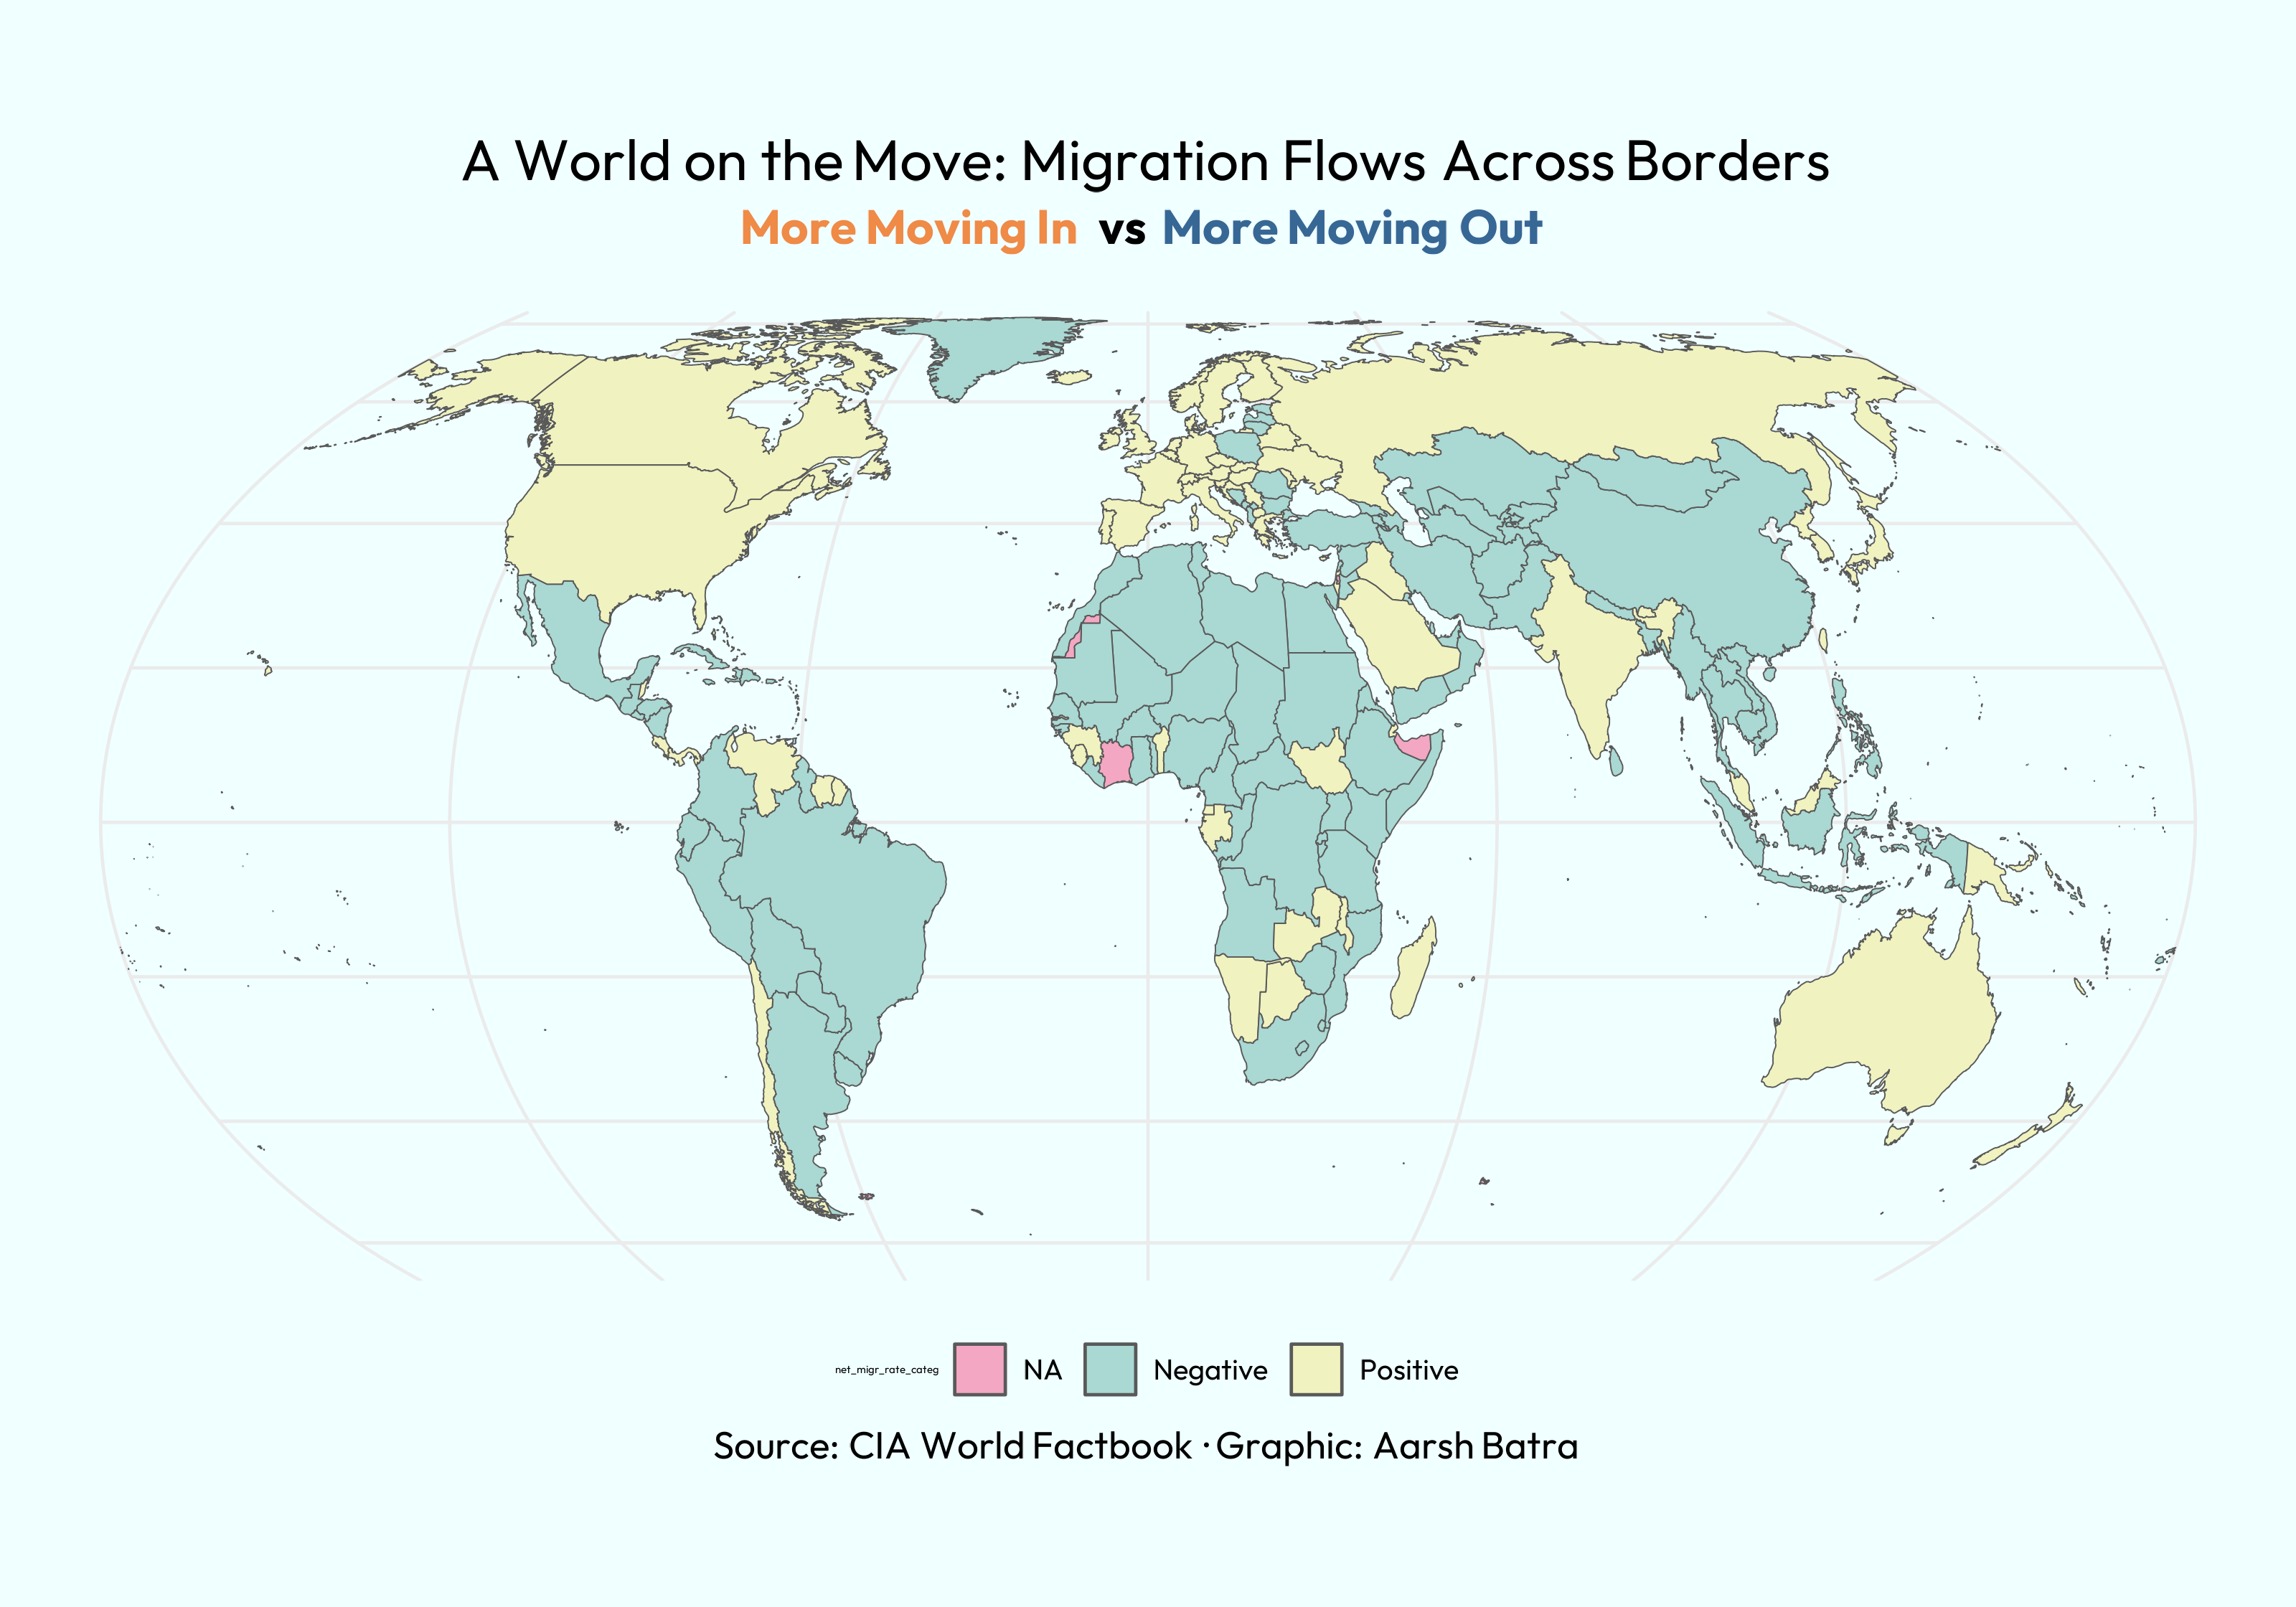 A World on the Move: Migration Flows Across Borders
More Moving In vs More Moving Out
net_migr_rate_categ NA Negative Positive
Source: CIA World Factbook · Graphic: Aarsh Batra